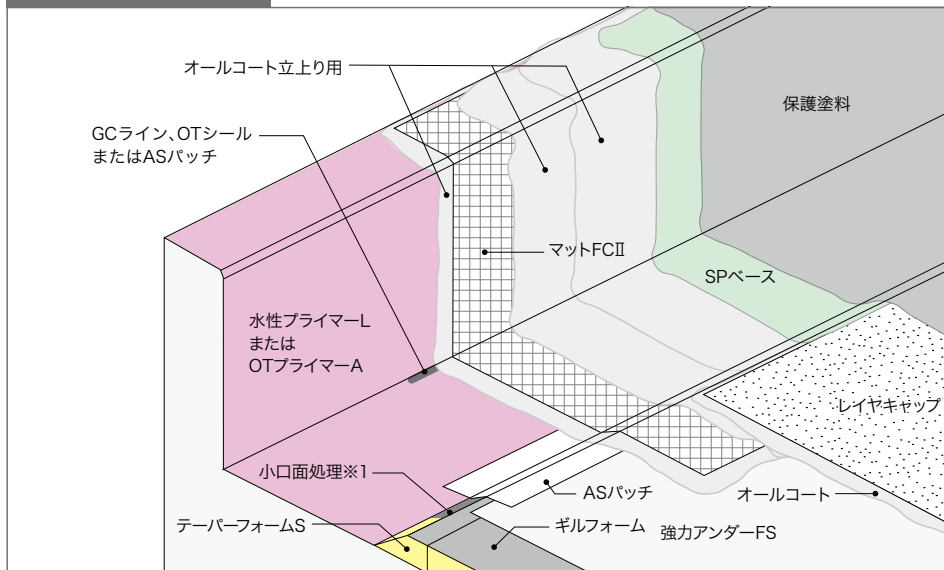 オールコート立上り用
保護塗料
GCライン、OTシール
またはASパッチ
マットFCⅡ
SPベース
水性プライマーL
または
OTプライマーA
レイヤキャップ
小口面処理※1
ASパッチ
オールコート
テーパーフォームS
ギルフォーム
強力アンダーFS